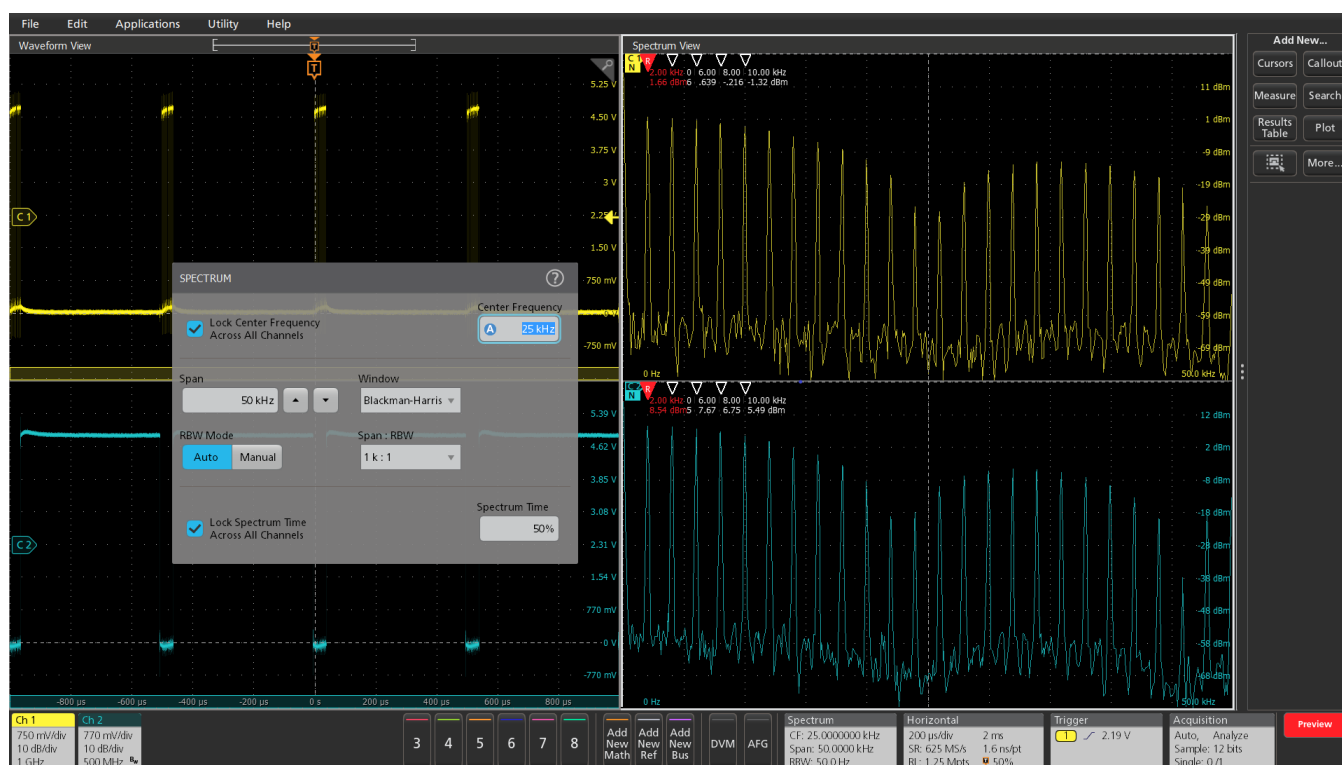 File Edit Applications Utility Help
Waveform View
T
T
5.25 V
4.50 V
3.75 V
3 V
1.50 V
750 mV
-750 mV
C 1
5.39 V
4.62 V
3.85 V
3.08 V
2.31 V
1.54 V
770 mV
0 V
-770 mV
C 2
-800 µs -600 µs -400 µs -200 µs 0 s 200 µs 400 µs 600 µs 800 µs
SPECTRUM ?
Lock Center Frequency
Across All Channels
Center Frequency
A 25 kHz
Span
50 kHz
Window
Blackman-Harris
RBW Mode
Auto Manual
Span : RBW
1 k : 1
Lock Spectrum Time
Across All Channels
Spectrum Time
50%
Spectrum View
N R
2.00 kHz 0 6.00 8.00 10.00 kHz
1.66 dBm 6 .639 -.216 -1.32 dBm
11 dBm
1 dBm
-9 dBm
-19 dBm
-29 dBm
-39 dBm
-49 dBm
-59 dBm
-69 dBm
0 Hz 50.0 kHz
N R
2.00 kHz 0 6.00 8.00 10.00 kHz
8.54 dBm 5 7.67 6.75 5.49 dBm
12 dBm
2 dBm
-8 dBm
-18 dBm
-28 dBm
-38 dBm
-48 dBm
-58 dBm
-68 dBm
0 Hz 50.0 kHz
Add New...
Cursors Callout
Measure Search
Results
Table
Plot
More...
Ch 1
750 mV/div
10 dB/div
1 GHz
Ch 2
770 mV/div
10 dB/div
500 MHz Bw
3 4 5 6 7 8
Add
New
Math
Add
New
Ref
Add
New
Bus
DVM AFG
Spectrum
CF: 25.0000000 kHz
Span: 50.0000 kHz
RBW: 50.0 Hz
Horizontal
200 µs/div 2 ms
SR: 625 MS/s 1.6 ns/pt
RL: 1.25 Mpts 50%
Trigger
1 2.19 V
Acquisition
Auto, Analyze
Sample: 12 bits
Single: 0/1
Preview